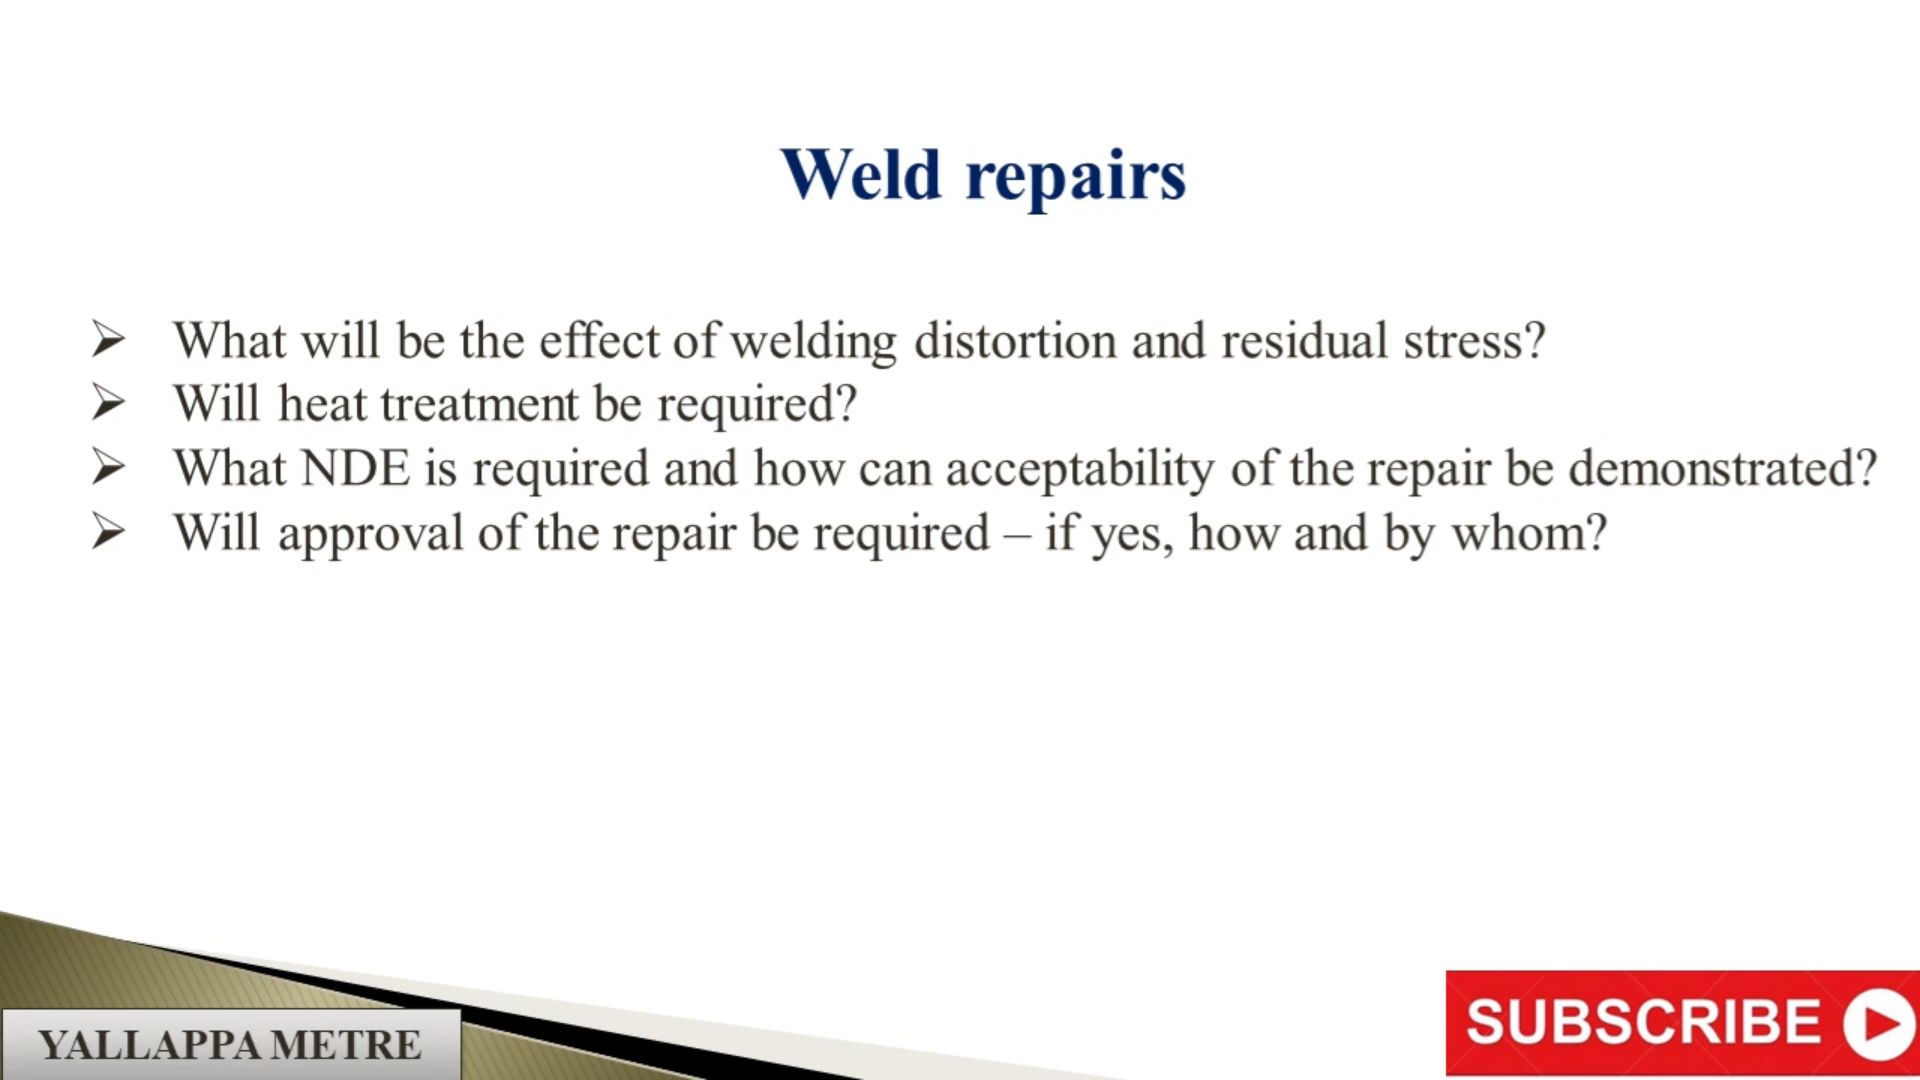 Weld repairs
➢ What will be the effect of welding distortion and residual stress?
➢ Will heat treatment be required?
➢ What NDE is required and how can acceptability of the repair be demonstrated?
➢ Will approval of the repair be required – if yes, how and by whom?
YALLAPPA METRE
SUBSCRIBE